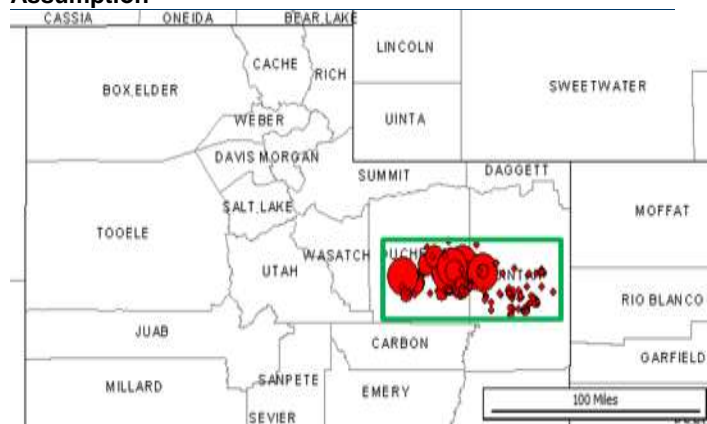 Assumption
CASSIA ONEIDA BEAR LAKE
LINCOLN
CACHE
RICH
BOX ELDER
SWEETWATER
WEBER
UINTA
DAVIS MORGAN
SUMMIT
DAGGETT
SALT LAKE
MOFFAT
TOOELE
WASATCH
UTAH
RIO BLANCO
JUAB
CARBON
GARFIELD
SANPETE
MILLARD
EMERY
100 Miles
SEVIER